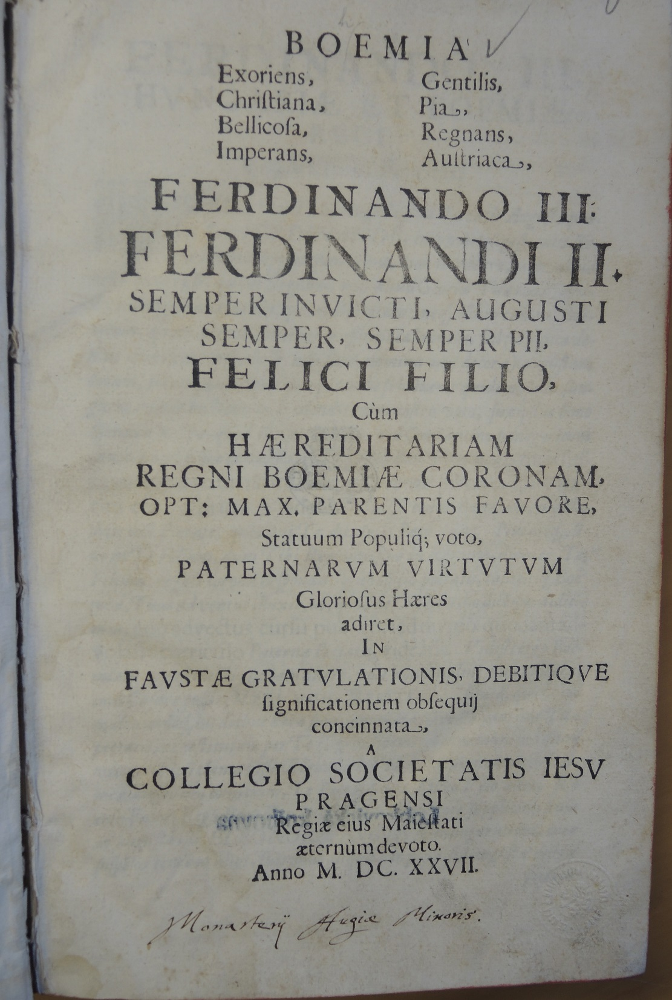 BOEMIA
Exoriens, Gentilis,
Chriſtiana, Pia,
Bellicoſa, Regnans,
Imperans, Auſtriaca,
FERDINANDO III:
FERDINANDI II.
SEMPER INVICTI, AUGUSTI
SEMPER, SEMPER PII,
FELICI FILIO,
Cùm
HÆREDITARIAM
REGNI BOEMIÆ CORONAM,
OPT: MAX. PARENTIS FAVORE,
Statuum Populiq́; voto,
PATERNARVM VIRTVTVM
Glorioſus Hæres
adiret,
IN
FAVSTÆ GRATVLATIONIS, DEBITIQVE
ſignificationem obſequij
concinnata,
A
COLLEGIO SOCIETATIS IESV
PRAGENSI
Regiæ eius Maieſtati
æternùm devoto.
Anno M. DC. XXVII.
Monasterij Augiæ Minoris.